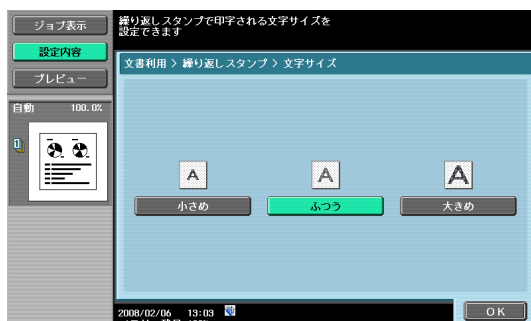 ジョブ表示
設定内容
プレビュー
自動 100.0%
繰り返しスタンプで印字される文字サイズを
設定できます
文書利用 > 繰り返しスタンプ > 文字サイズ
A
A
A
小さめ
ふつう
大きめ
2008/02/06 13:03
OK